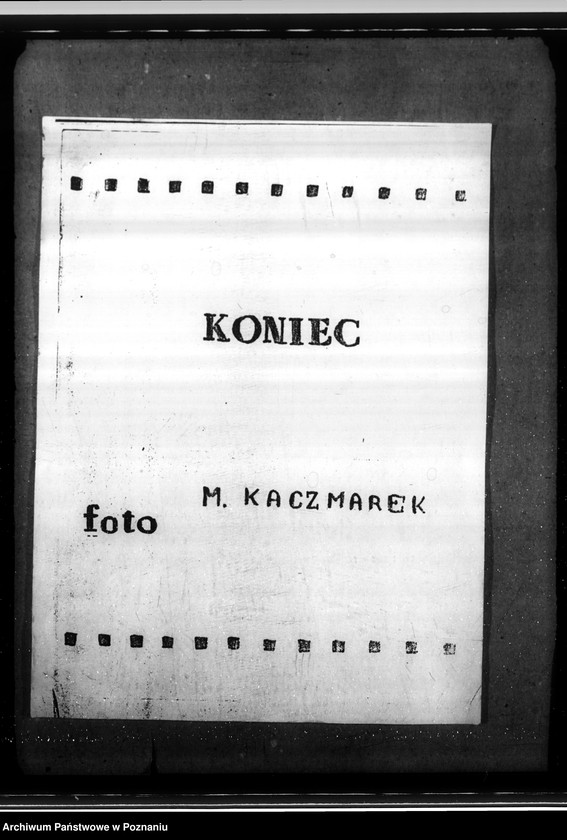 KONIEC
M. KACZMAREK
foto
Archiwum Państwowe w Poznaniu